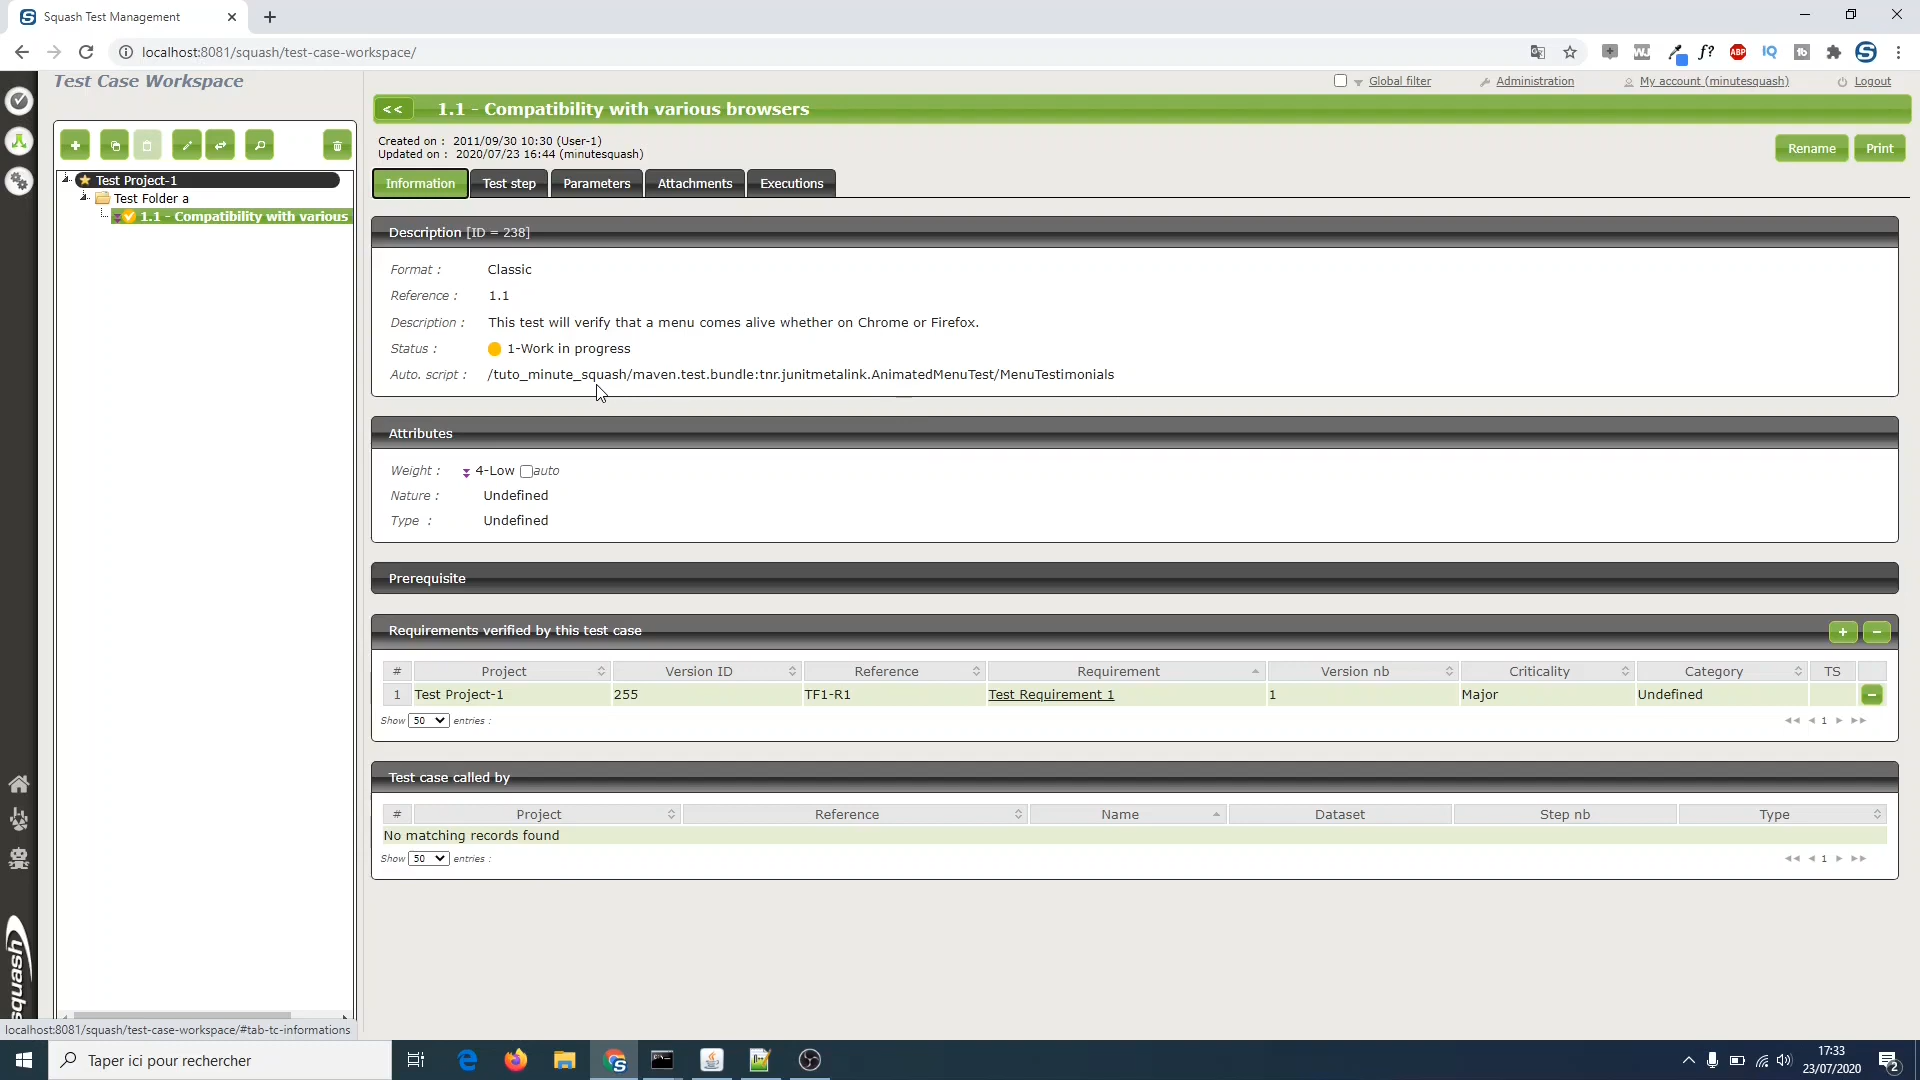 Squash Test Management
localhost:8081/squash/test-case-workspace/
Test Case Workspace
Global filter
Administration
My account (minutesquash)
Logout
<<
1.1 - Compatibility with various browsers
Created on : 2011/09/30 10:30 (User-1)
Updated on : 2020/07/23 16:44 (minutesquash)
Rename
Print
Test Project-1
Test Folder a
1.1 - Compatibility with various
Information
Test step
Parameters
Attachments
Executions
Description [ID = 238]
Format : Classic
Reference : 1.1
Description : This test will verify that a menu comes alive whether on Chrome or Firefox.
Status : 1-Work in progress
Auto. script : /tuto_minute_squash/maven.test.bundle:tnr.junitmetalink.AnimatedMenuTest/MenuTestimonials
Attributes
Weight : 4-Low auto
Nature : Undefined
Type : Undefined
Prerequisite
Requirements verified by this test case
# Project Version ID Reference Requirement Version nb Criticality Category TS
1 Test Project-1 255 TF1-R1 Test Requirement 1 1 Major Undefined
Show 50 entries :
1
Test case called by
# Project Reference Name Dataset Step nb Type
No matching records found
Show 50 entries :
1
squash
localhost:8081/squash/test-case-workspace/#tab-tc-informations
Taper ici pour rechercher
17:33
23/07/2020
2
f?
ABP
IQ